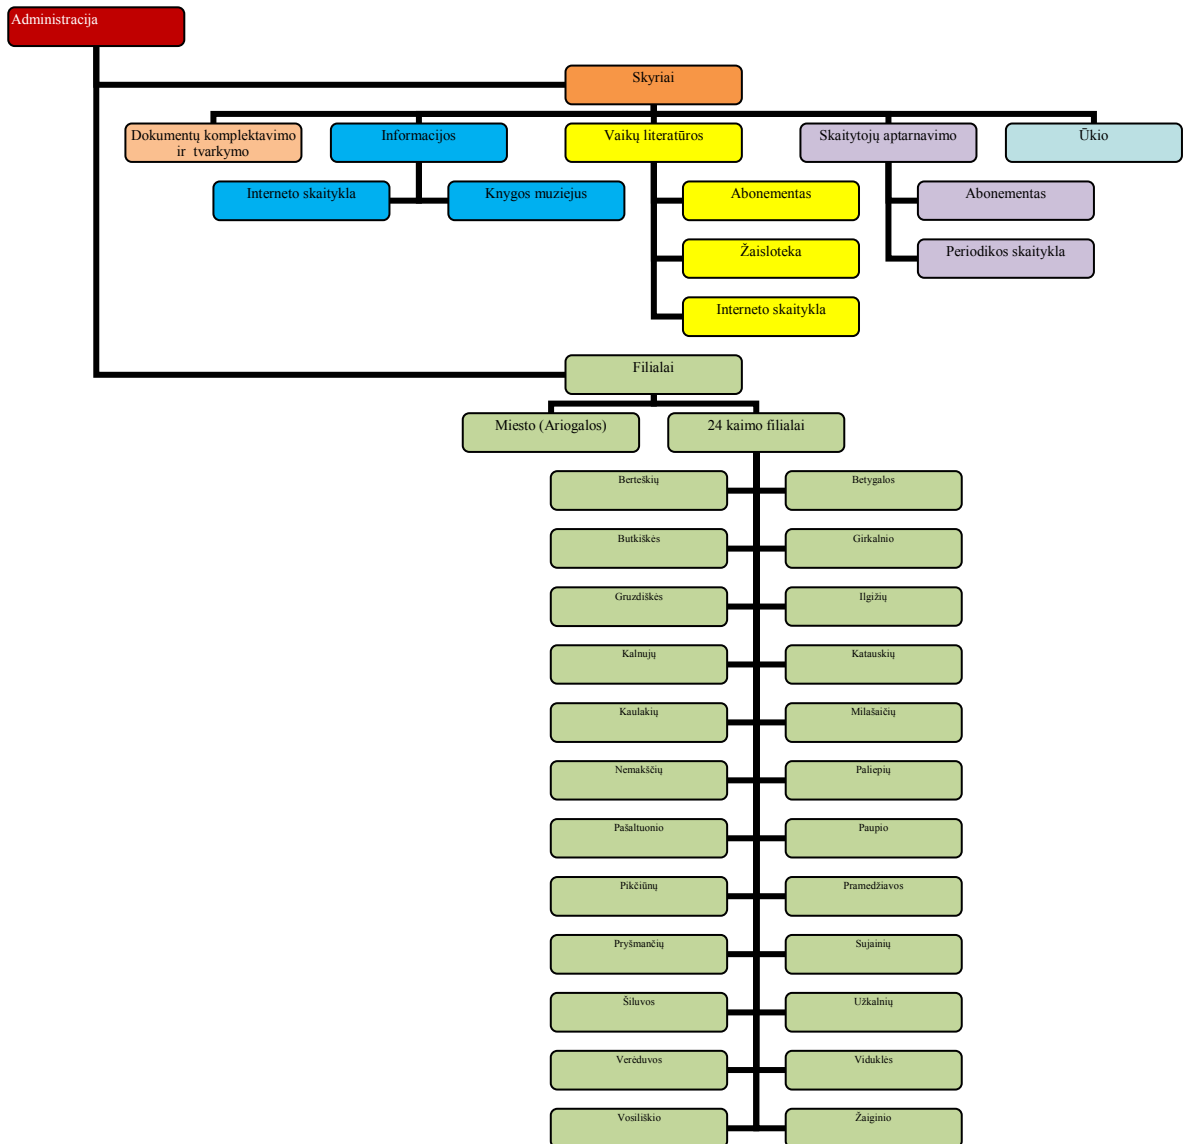 Administracija
Skyriai
Dokumentų komplektavimo
ir tvarkymo
Informacijos
Vaikų literatūros
Skaitytojų aptarnavimo
Ūkio
Interneto skaitykla
Knygos muziejus
Abonementas
Abonementas
Žaisloteka
Periodikos skaitykla
Interneto skaitykla
Filialai
Miesto (Ariogalos)
24 kaimo filialai
Berteškių
Betygalos
Butkiškės
Girkalnio
Gruzdiškės
Ilgižių
Kalnujų
Katauskių
Kaulakių
Milašaičių
Nemakščių
Paliepių
Pašaltuonio
Paupio
Pikčiūnų
Pramedžiavos
Pryšmančių
Sujainių
Šiluvos
Užkalnių
Verėduvos
Viduklės
Vosiliškio
Žaiginio